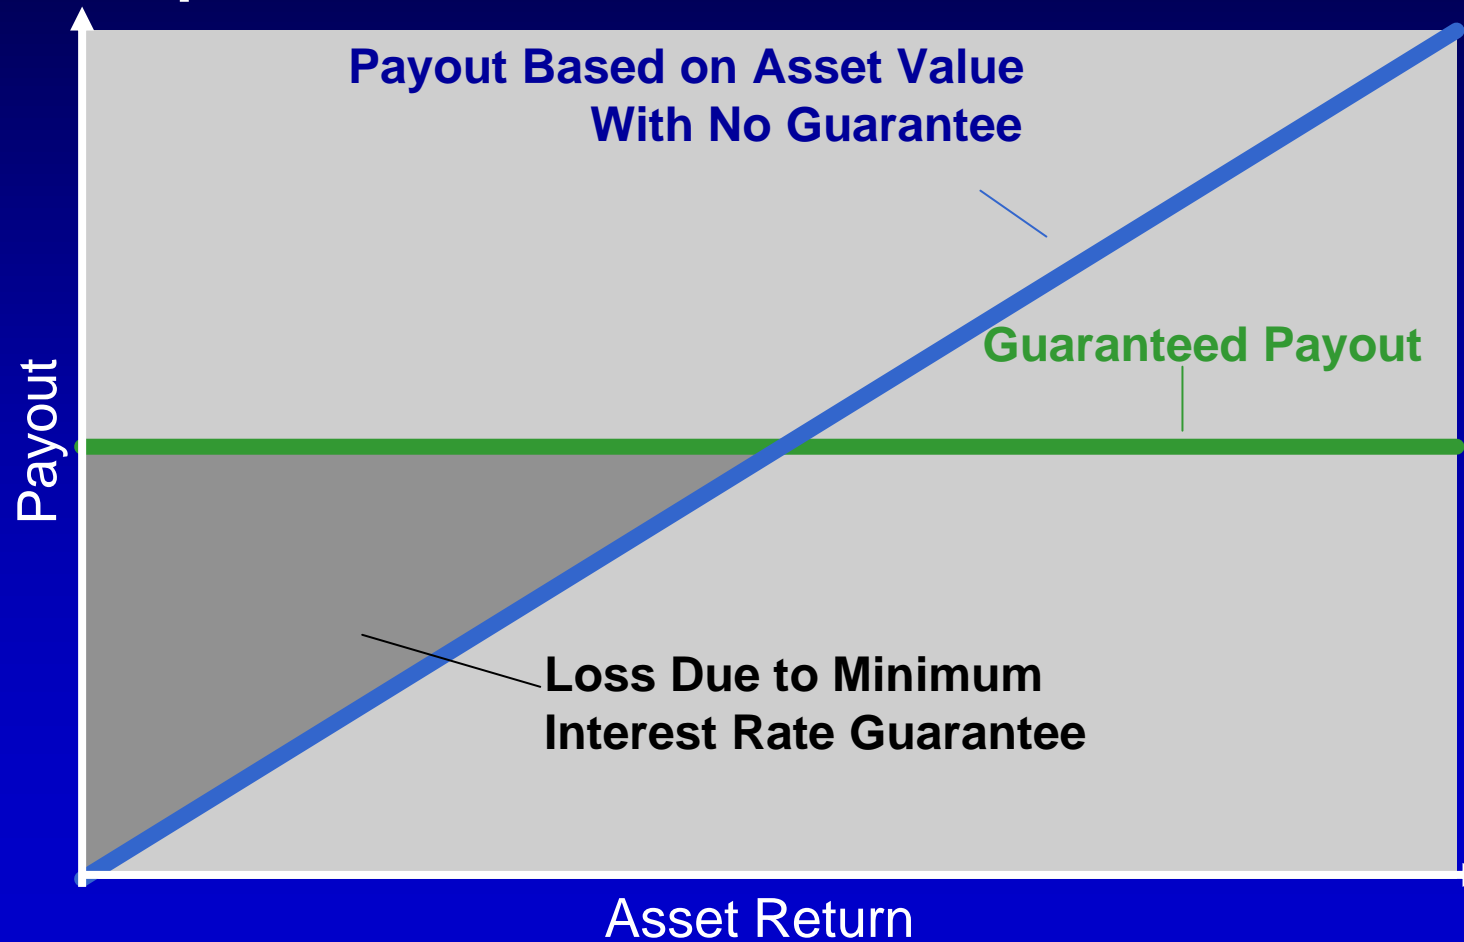 Payout Based on Asset Value
With No Guarantee
Guaranteed Payout
Payout
Loss Due to Minimum
Interest Rate Guarantee
Asset Return